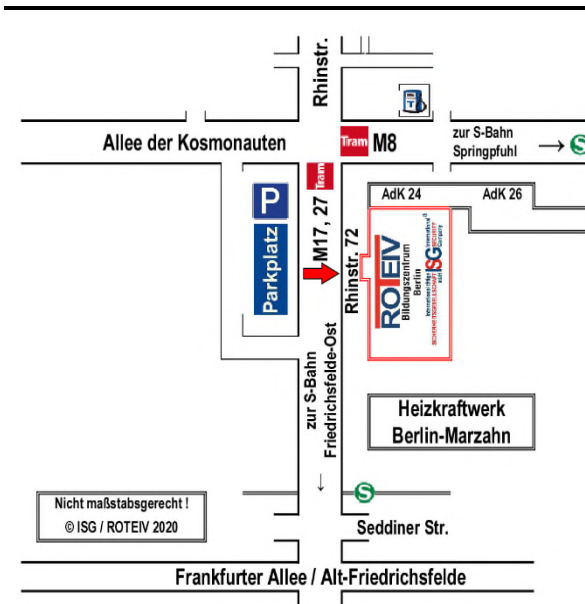 Rhinstr.
Allee der Kosmonauten
Tram M8
zur S-Bahn
Springpfuhl → S
Tram
M17, 27
P
Parkplatz
Rhinstr. 72
AdK 24
AdK 26
ROTEIV
Bildungszentrum
Berlin
ISG
zur S-Bahn
Friedrichsfelde-Ost
→
Heizkraftwerk
Berlin-Marzahn
S
Nicht maßstabsgerecht !
© ISG / ROTEIV 2020
Seddiner Str.
Frankfurter Allee / Alt-Friedrichsfelde